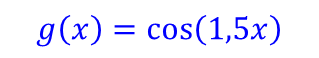 g(x) = cos(1,5x)